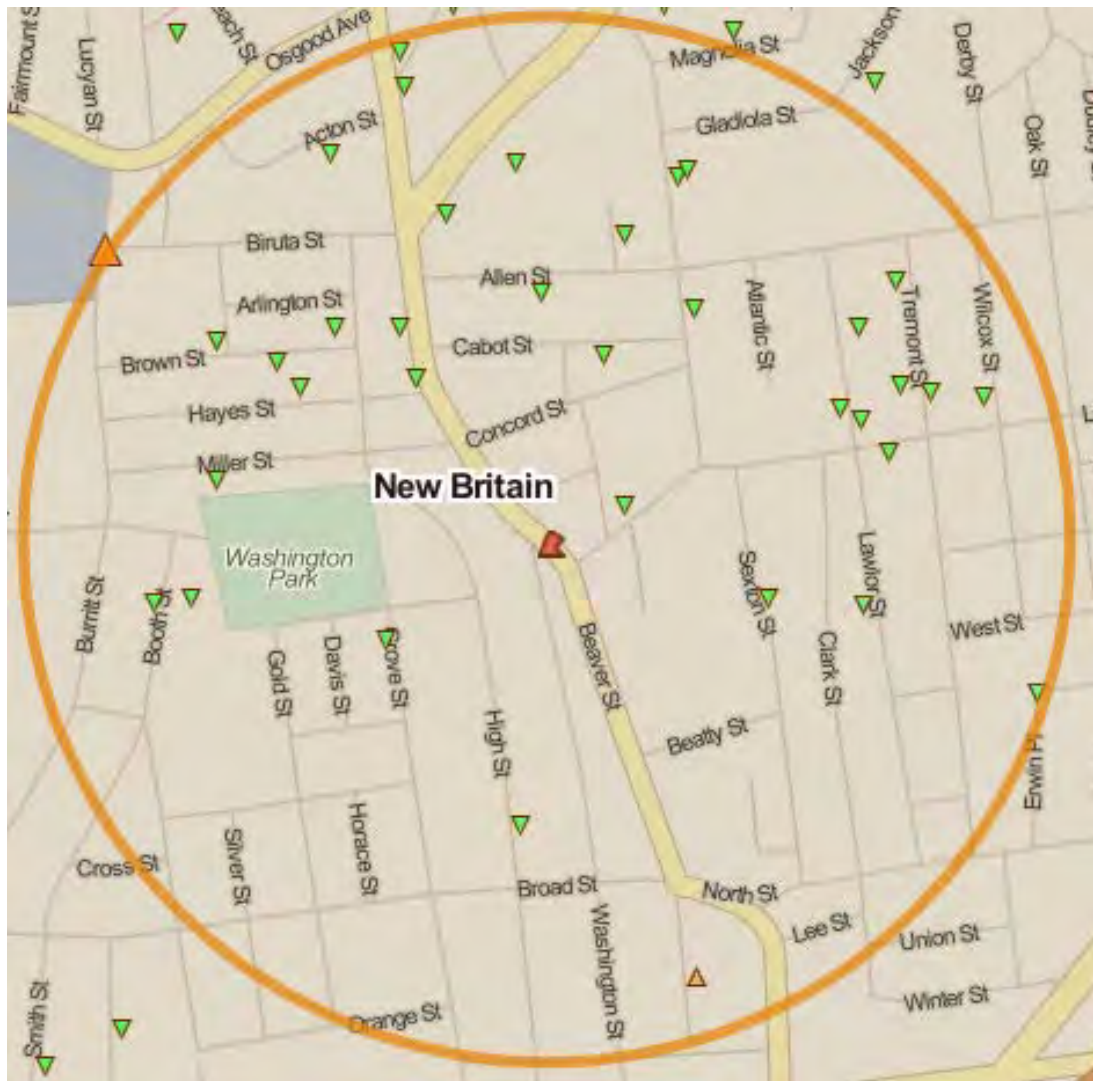 Fairmount S
Lucyan St
each St
Osgood Ave
Magnolia St
Jackson
Derby St
Acton St
Gladiola St
Oak St
Biruta St
Allen St
Arlington St
Atlantic St
Tremont St
Wilcox St
Brown St
Cabot St
Hayes St
Concord St
L
Miller St
New Britain
Washington
Park
Burritt St
Booth St
Sexton St
Lawlor St
West St
Gold St
Davis St
Grove St
Beaver St
Clark St
High St
Beatty St
Erwin Pl
Horace St
Silver St
Cross St
Broad St
North St
Lee St
Union St
Washington St
Winter St
Smith St
Orange St